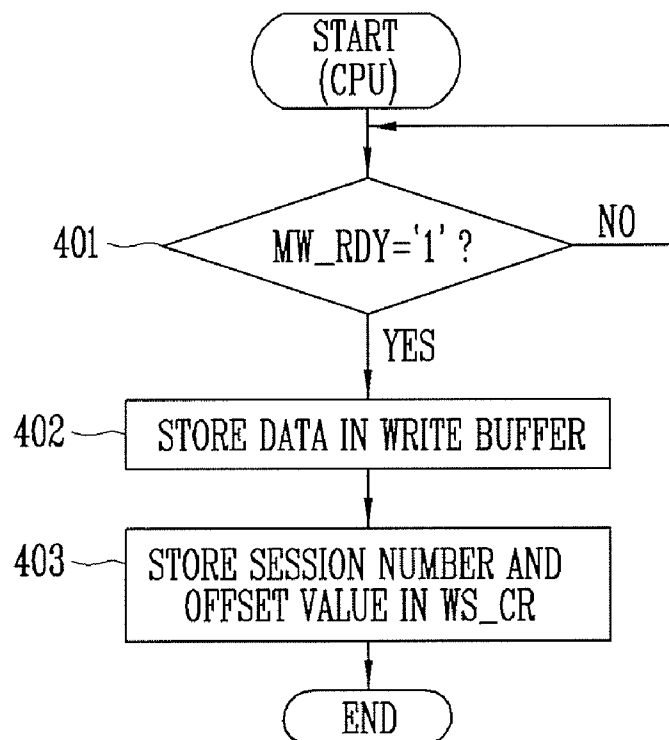 START
(CPU)
401
MW_RDY='1' ?
NO
YES
402
STORE DATA IN WRITE BUFFER
403
STORE SESSION NUMBER AND
OFFSET VALUE IN WS_CR
END